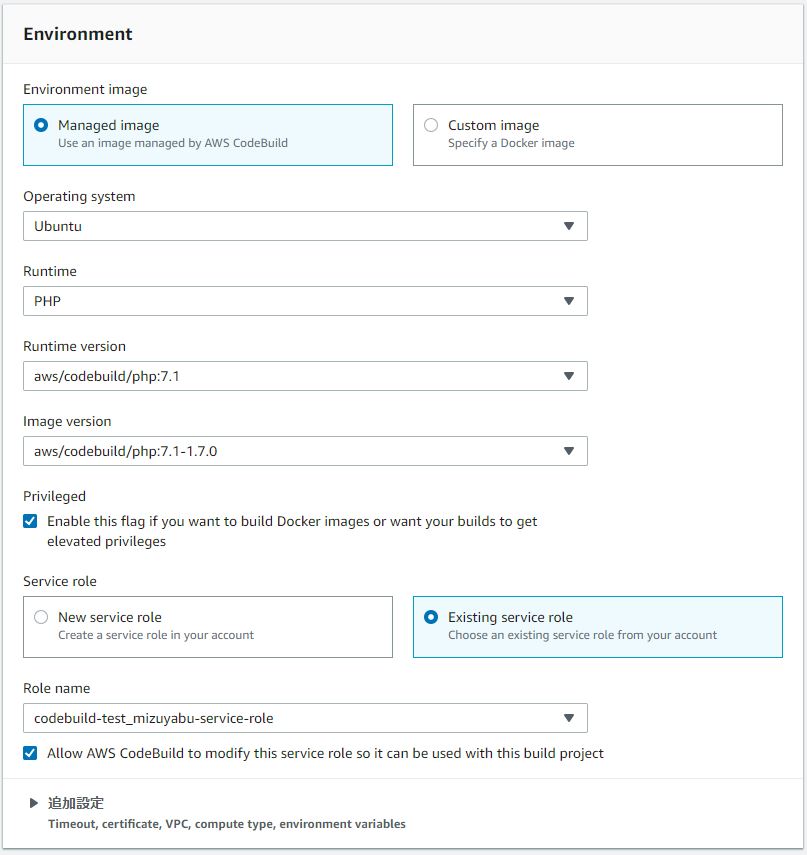 Environment
Environment image
Managed image
Use an image managed by AWS CodeBuild
Custom image
Specify a Docker image
Operating system
Ubuntu
Runtime
PHP
Runtime version
aws/codebuild/php:7.1
Image version
aws/codebuild/php:7.1-1.7.0
Privileged
Enable this flag if you want to build Docker images or want your builds to get
elevated privileges
Service role
New service role
Create a service role in your account
Existing service role
Choose an existing service role from your account
Role name
codebuild-test_mizuyabu-service-role
Allow AWS CodeBuild to modify this service role so it can be used with this build project
追加設定
Timeout, certificate, VPC, compute type, environment variables